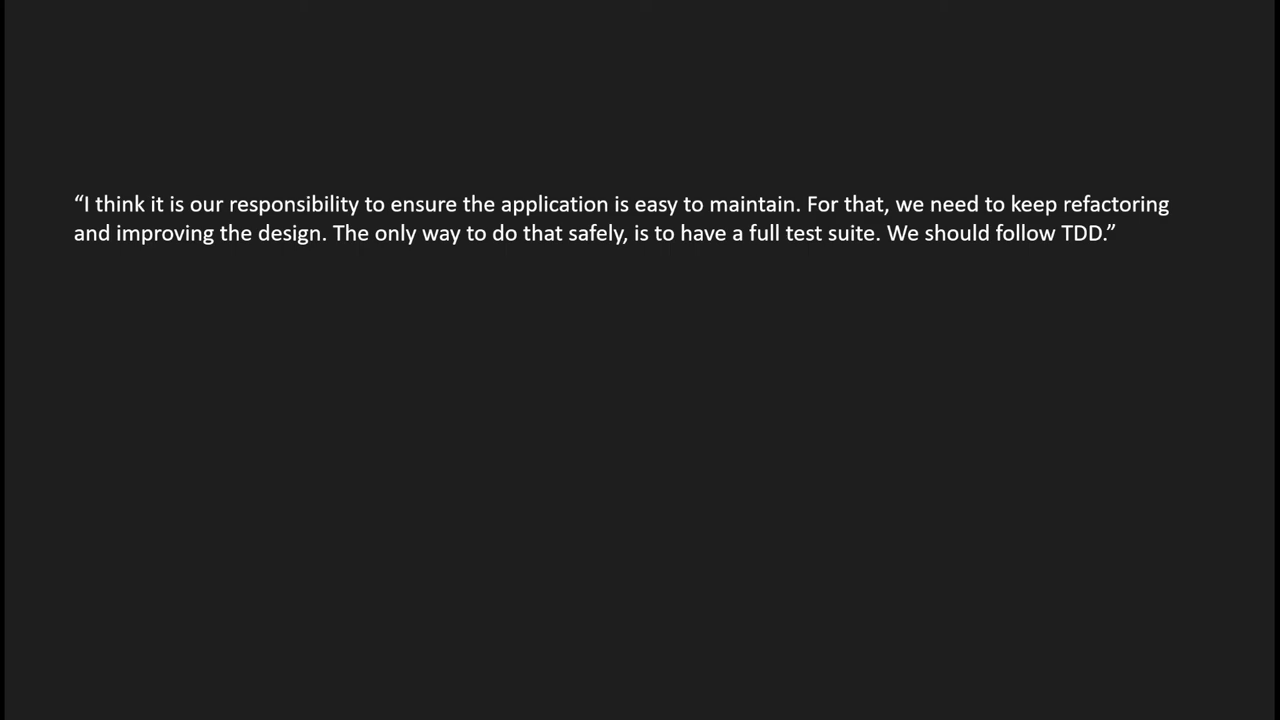 “I think it is our responsibility to ensure the application is easy to maintain. For that, we need to keep refactoring
and improving the design. The only way to do that safely, is to have a full test suite. We should follow TDD.”